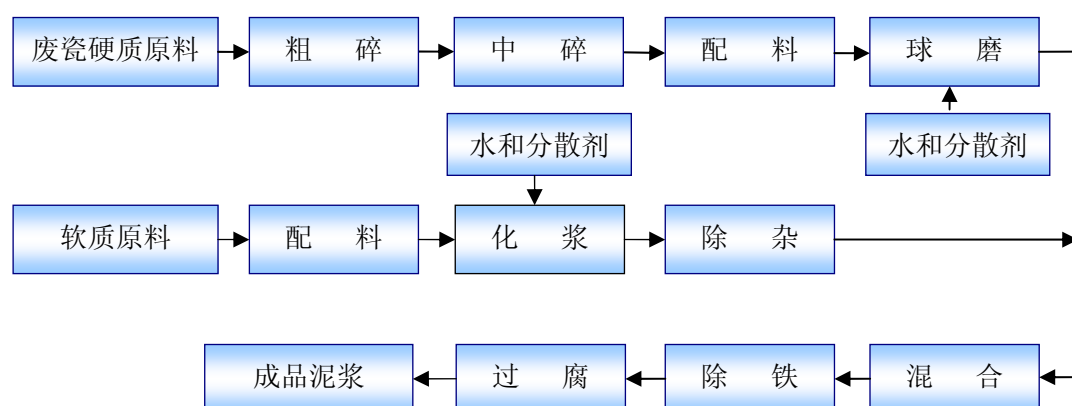 废瓷硬质原料
粗 碎
中 碎
配 料
球 磨
水和分散剂
水和分散剂
软质原料
配 料
化 浆
除 杂
成品泥浆
过 腐
除 铁
混 合